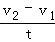 v₂ − v₁
t